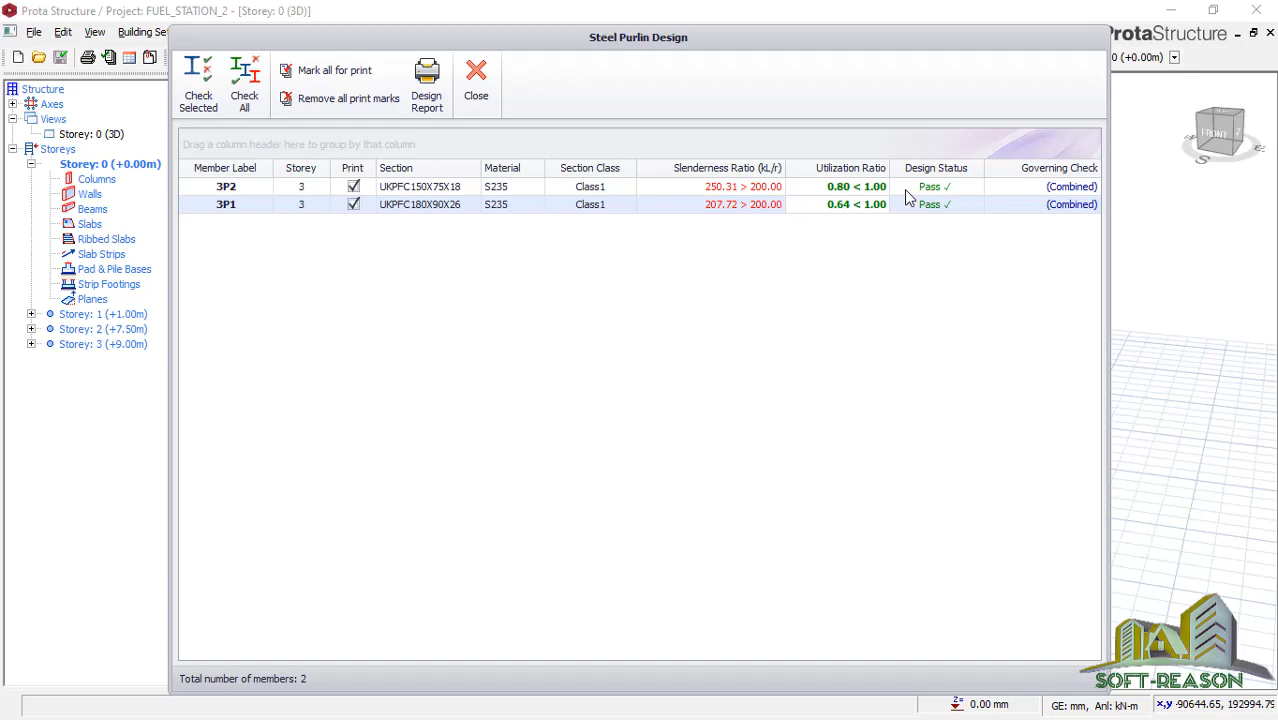 Prota Structure / Project: FUEL_STATION_2 - [Storey: 0 (3D)]
File Edit View Building Set
ProtaStructure
0 (+0.00m)
Steel Purlin Design
Check Selected
Check All
Mark all for print
Remove all print marks
Design Report
Close
Structure
Axes
Views
Storey: 0 (3D)
Storeys
Storey: 0 (+0.00m)
Columns
Walls
Beams
Slabs
Ribbed Slabs
Slab Strips
Pad & Pile Bases
Strip Footings
Planes
Storey: 1 (+1.00m)
Storey: 2 (+7.50m)
Storey: 3 (+9.00m)
Drag a column header here to group by that column
Member Label Storey Print Section Material Section Class Slenderness Ratio (kL/r) Utilization Ratio Design Status Governing Check
3P2 3 UKPFC150X75X18 S235 Class1 250.31 > 200.00 0.80 < 1.00 Pass ✓ (Combined)
3P1 3 UKPFC180X90X26 S235 Class1 207.72 > 200.00 0.64 < 1.00 Pass ✓ (Combined)
Total number of members: 2
FRONT
S
SOFT-REASON
Z= 0.00 mm
GE: mm, Anl: kN-m
x,y -90644.65, 192994.79